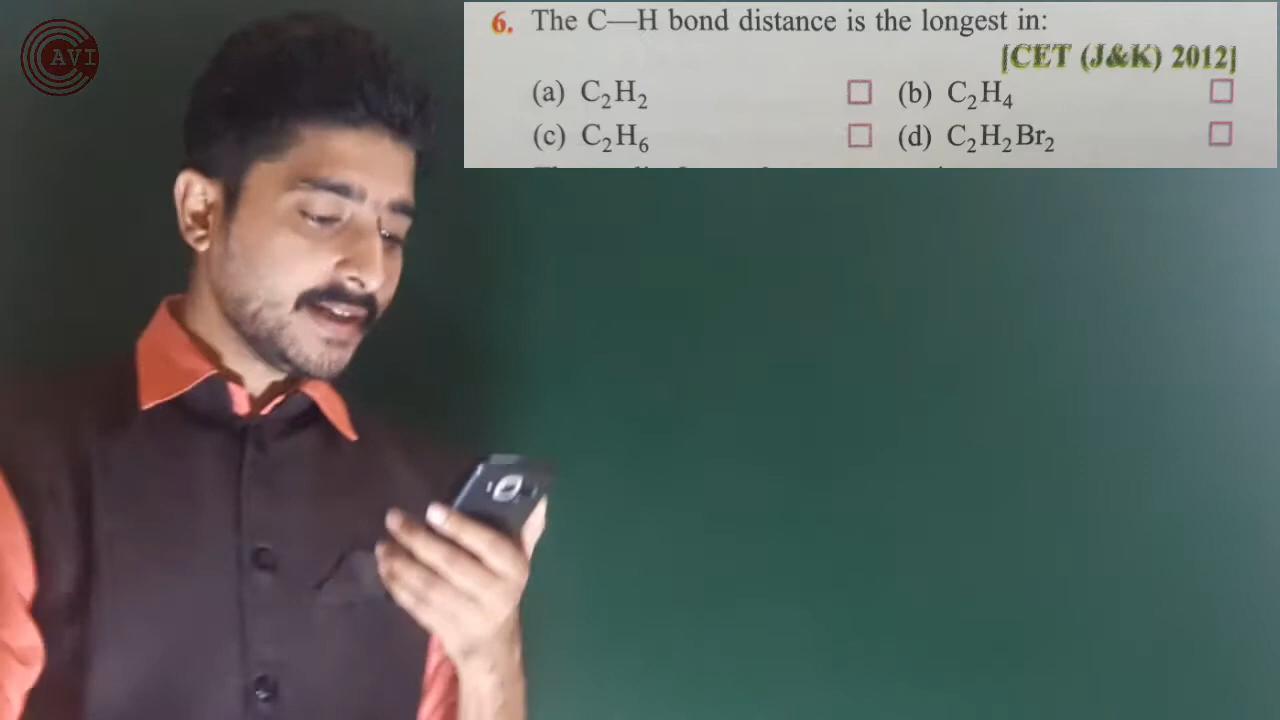 AVI
6. The C—H bond distance is the longest in:
[CET (J&K) 2012]
(a) C₂H₂ □ (b) C₂H₄ □
(c) C₂H₆ □ (d) C₂H₂Br₂ □